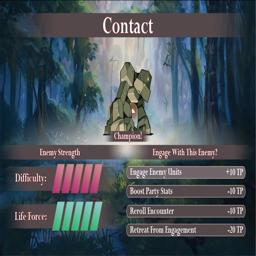 Contact
Champion!
Enemy Strength
Engage With This Enemy?
Difficulty:
Engage Enemy Units +10 TP
Boost Party Stats -10 TP
Life Force:
Reroll Encounter -10 TP
Retreat From Engagement -20 TP